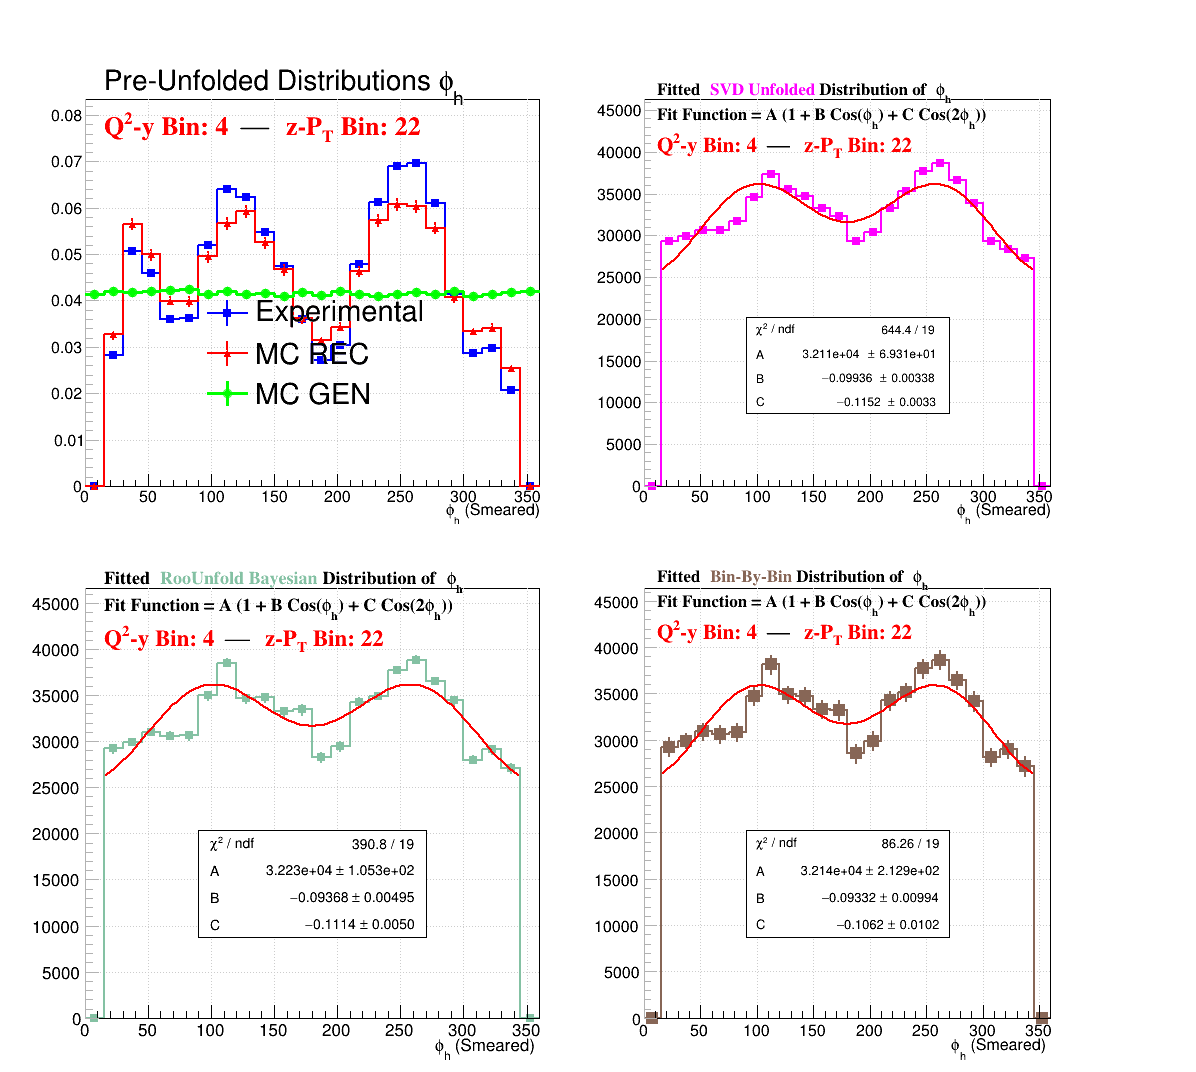 Pre-Unfolded Distributions ϕh
Q²-y Bin: 4 — z-PT Bin: 22
0.08
0.07
0.06
0.05
0.04
0.03
0.02
0.01
0
Experimental
MC REC
MC GEN
0 50 100 150 200 250 300 350
ϕh (Smeared)
Fitted SVD Unfolded Distribution of ϕh
Fit Function = A (1 + B Cos(ϕh) + C Cos(2ϕh))
Q²-y Bin: 4 — z-PT Bin: 22
45000
40000
35000
30000
25000
20000
15000
10000
5000
0
χ² / ndf 644.4 / 19
A 3.211e+04 ± 6.931e+01
B −0.09936 ± 0.00338
C −0.1152 ± 0.0033
0 50 100 150 200 250 300 350
ϕh (Smeared)
Fitted RooUnfold Bayesian Distribution of ϕh
Fit Function = A (1 + B Cos(ϕh) + C Cos(2ϕh))
Q²-y Bin: 4 — z-PT Bin: 22
45000
40000
35000
30000
25000
20000
15000
10000
5000
0
χ² / ndf 390.8 / 19
A 3.223e+04 ± 1.053e+02
B −0.09368 ± 0.00495
C −0.1114 ± 0.0050
0 50 100 150 200 250 300 350
ϕh (Smeared)
Fitted Bin-By-Bin Distribution of ϕh
Fit Function = A (1 + B Cos(ϕh) + C Cos(2ϕh))
Q²-y Bin: 4 — z-PT Bin: 22
45000
40000
35000
30000
25000
20000
15000
10000
5000
0
χ² / ndf 86.26 / 19
A 3.214e+04 ± 2.129e+02
B −0.09332 ± 0.00994
C −0.1062 ± 0.0102
0 50 100 150 200 250 300 350
ϕh (Smeared)